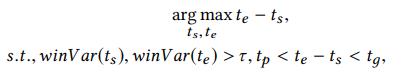 arg max t_e − t_s,
t_s,t_e
s.t., winVar(t_s), winVar(t_e) > τ, t_p < t_e − t_s < t_g,